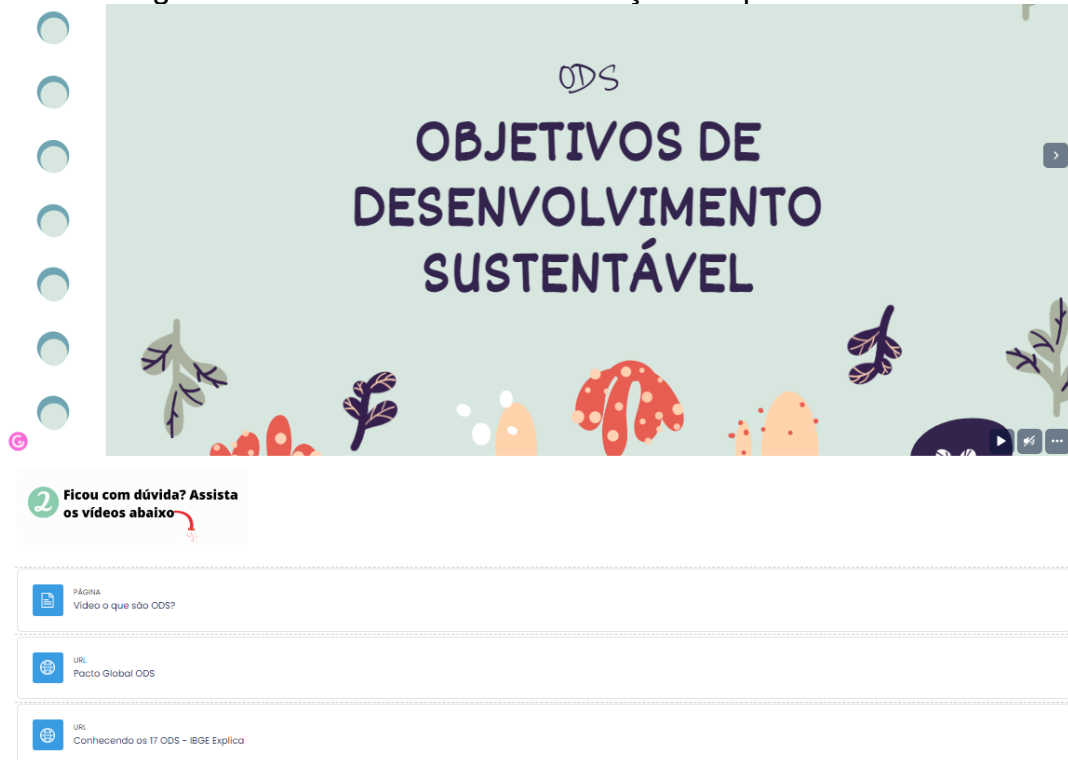 ODS
OBJETIVOS DE
DESENVOLVIMENTO
SUSTENTÁVEL
2 Ficou com dúvida? Assista
os vídeos abaixo
PÁGINA
Vídeo o que são ODS?
URL
Pacto Global ODS
URL
Conhecendo os 17 ODS - IBGE Explica